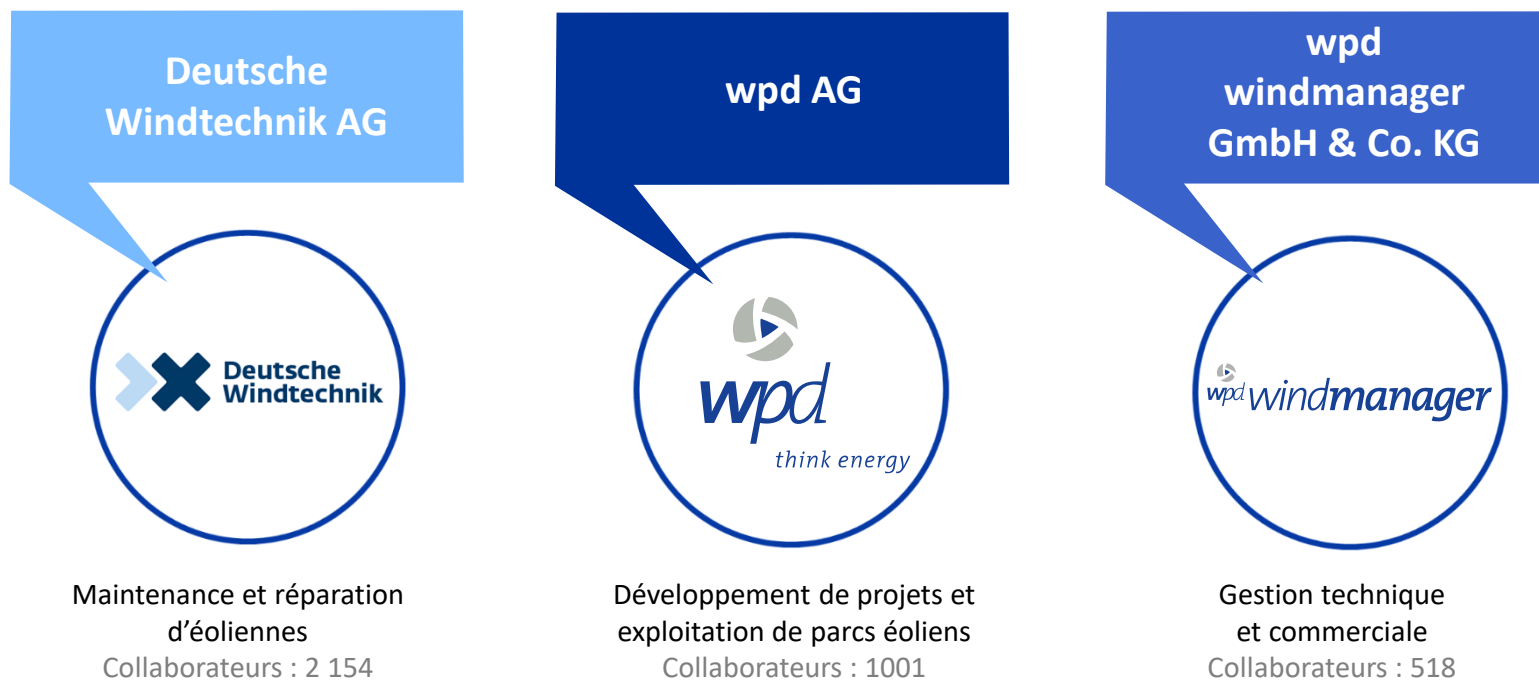 Deutsche
Windtechnik AG
Deutsche
Windtechnik
Maintenance et réparation
d’éoliennes
Collaborateurs : 2 154
wpd AG
wpd
think energy
Développement de projets et
exploitation de parcs éoliens
Collaborateurs : 1001
wpd
windmanager
GmbH & Co. KG
wpd windmanager
Gestion technique
et commerciale
Collaborateurs : 518